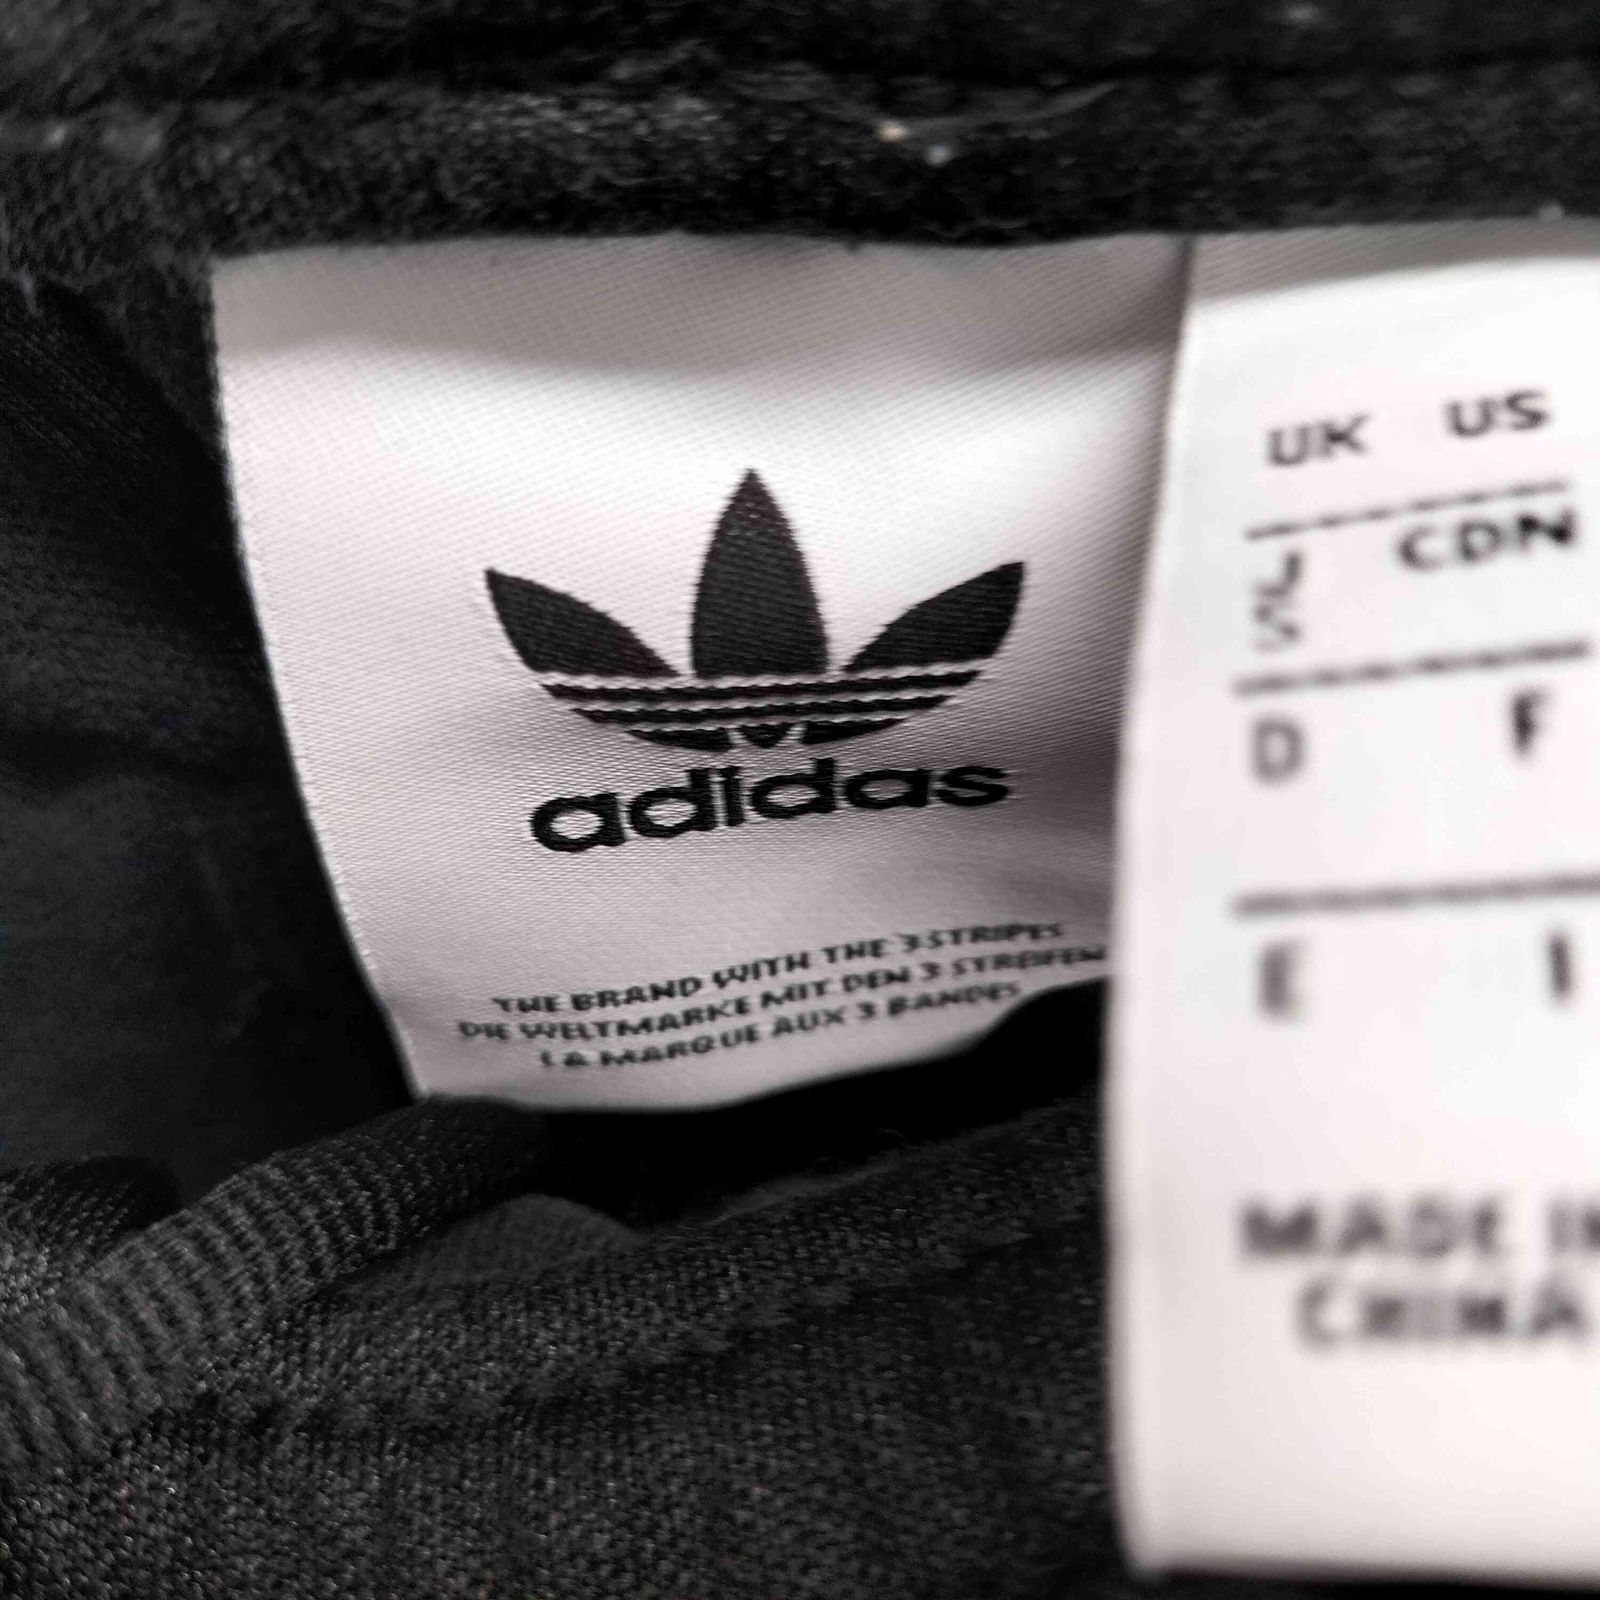 adidas
THE BRAND WITH THE 3 STRIPES
DIE WELTMARKE MIT DEN 3 STREIFEN
LA MARQUE AUX 3 BANDES
UK US
J CDN
D F
E I
MADE IN
CHINA